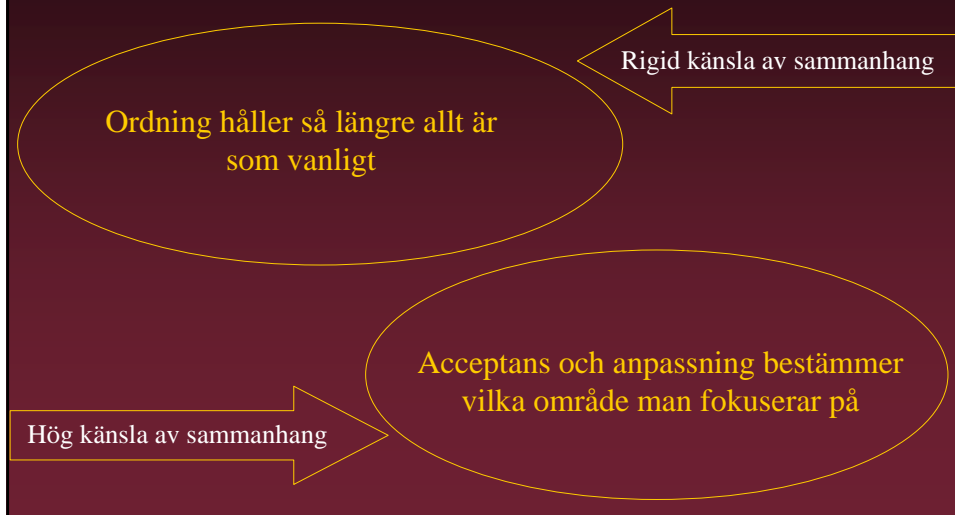 Rigid känsla av sammanhang
Ordning håller så längre allt är
som vanligt
Acceptans och anpassning bestämmer
vilka område man fokuserar på
Hög känsla av sammanhang